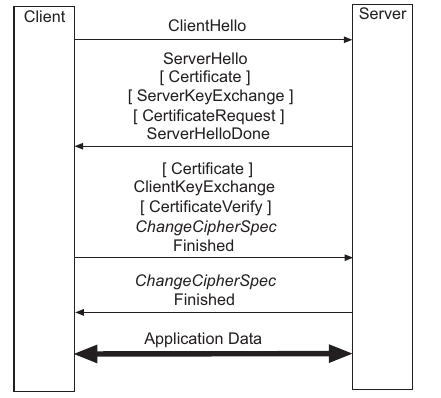 Client
Server
ClientHello
ServerHello
[ Certificate ]
[ ServerKeyExchange ]
[ CertificateRequest ]
ServerHelloDone
[ Certificate ]
ClientKeyExchange
[ CertificateVerify ]
ChangeCipherSpec
Finished
ChangeCipherSpec
Finished
Application Data